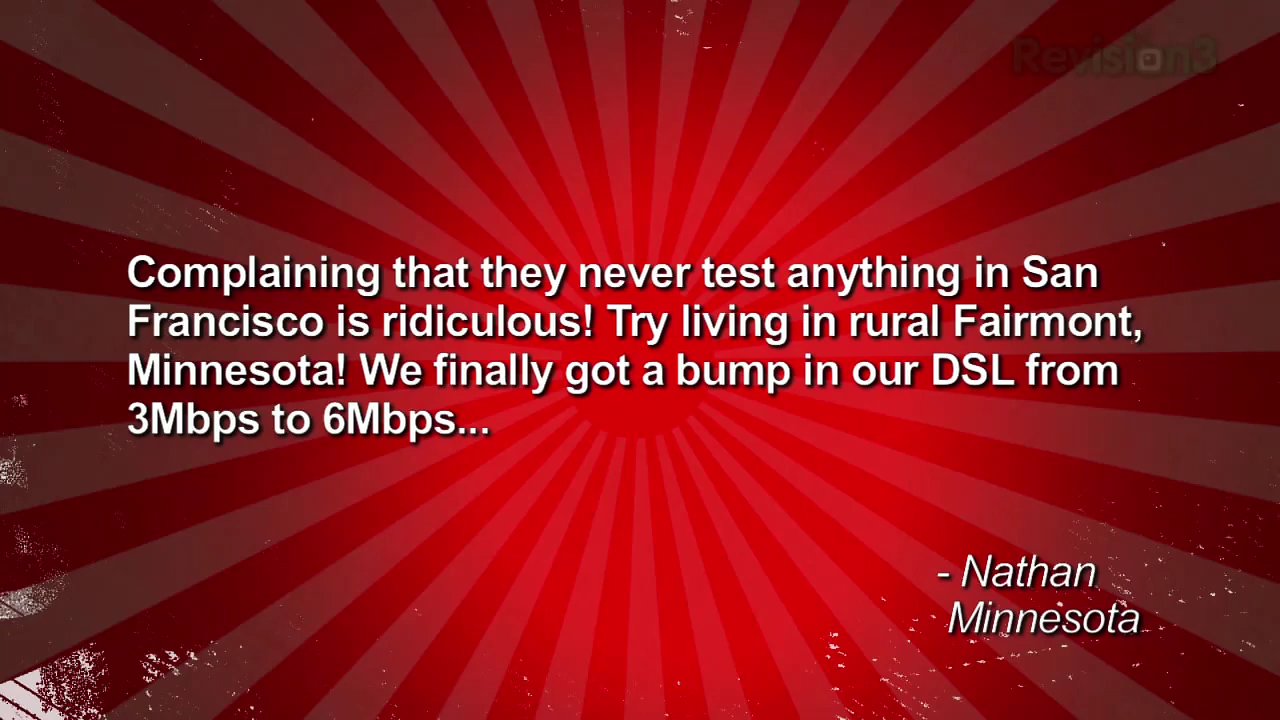 Revision3
Complaining that they never test anything in San
Francisco is ridiculous! Try living in rural Fairmont,
Minnesota! We finally got a bump in our DSL from
3Mbps to 6Mbps...
- Nathan
Minnesota